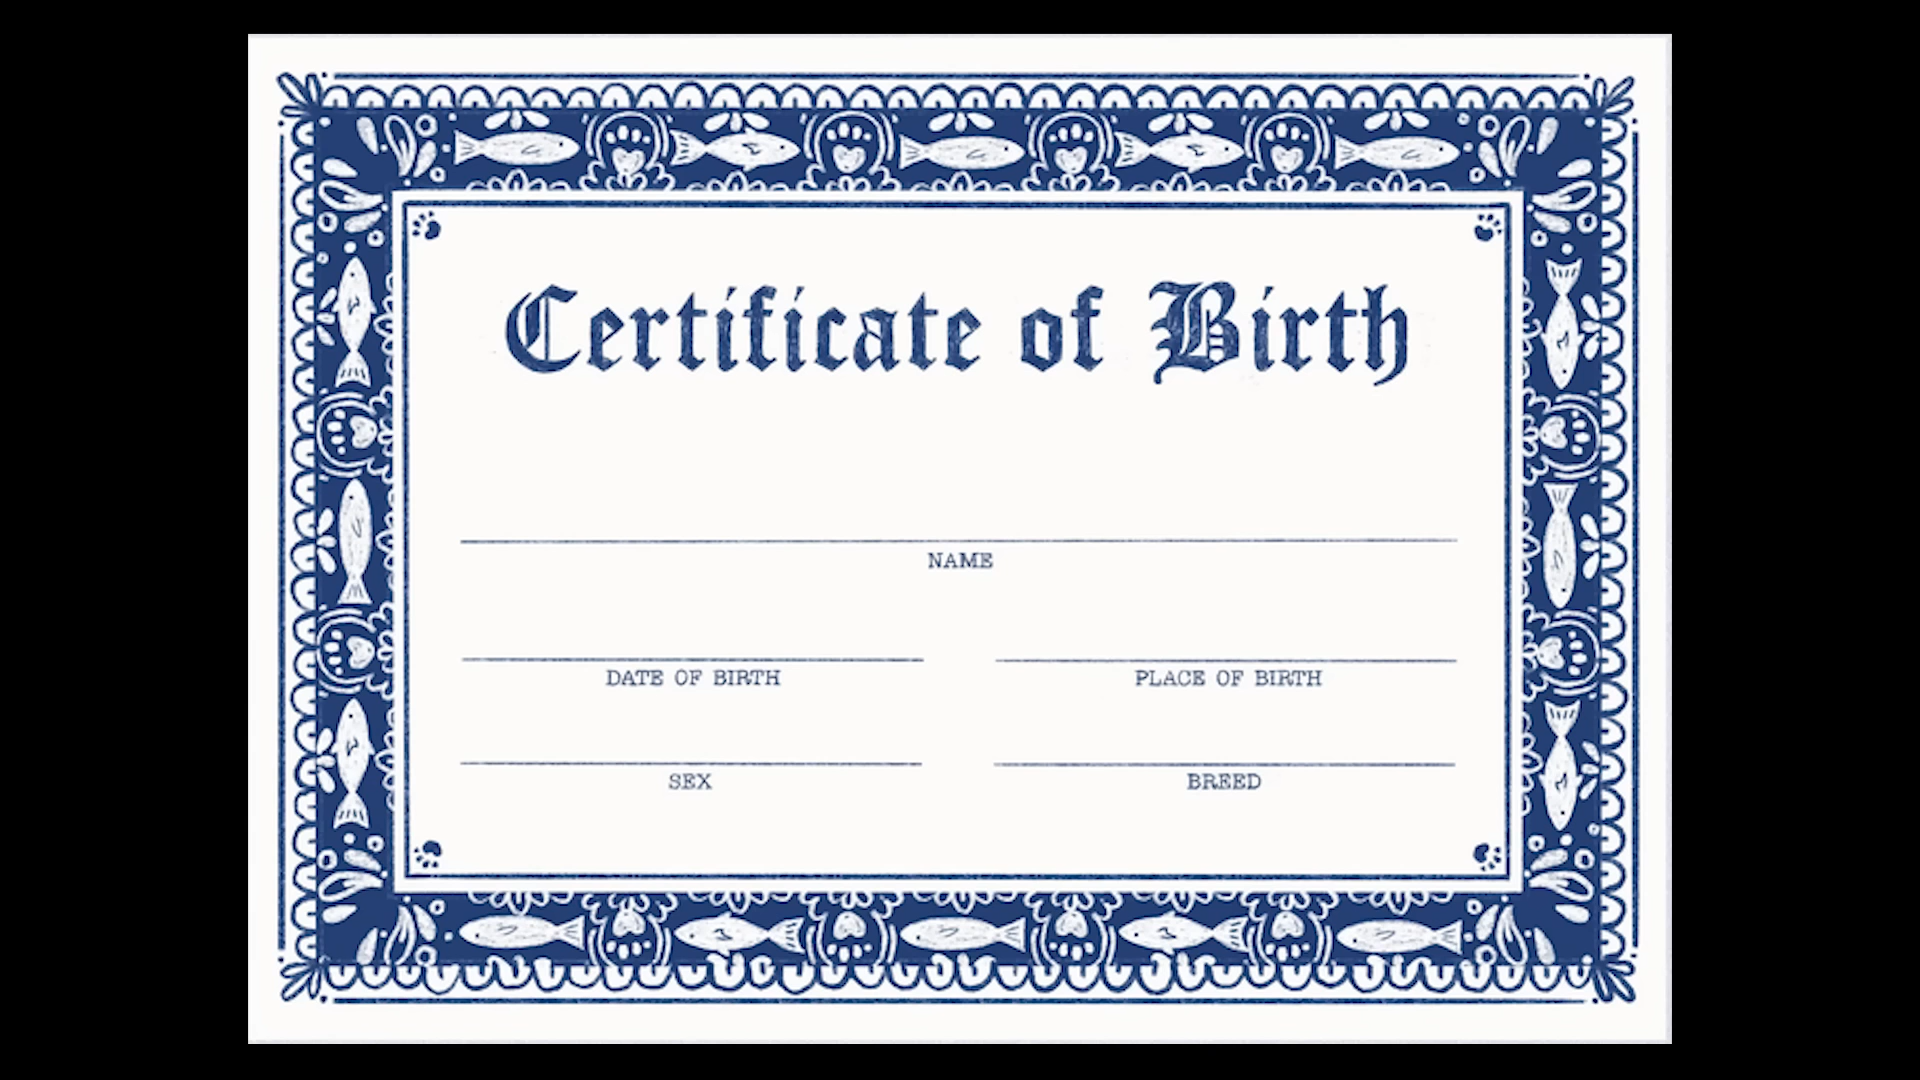 Certificate of Birth
NAME
DATE OF BIRTH
PLACE OF BIRTH
SEX
BREED